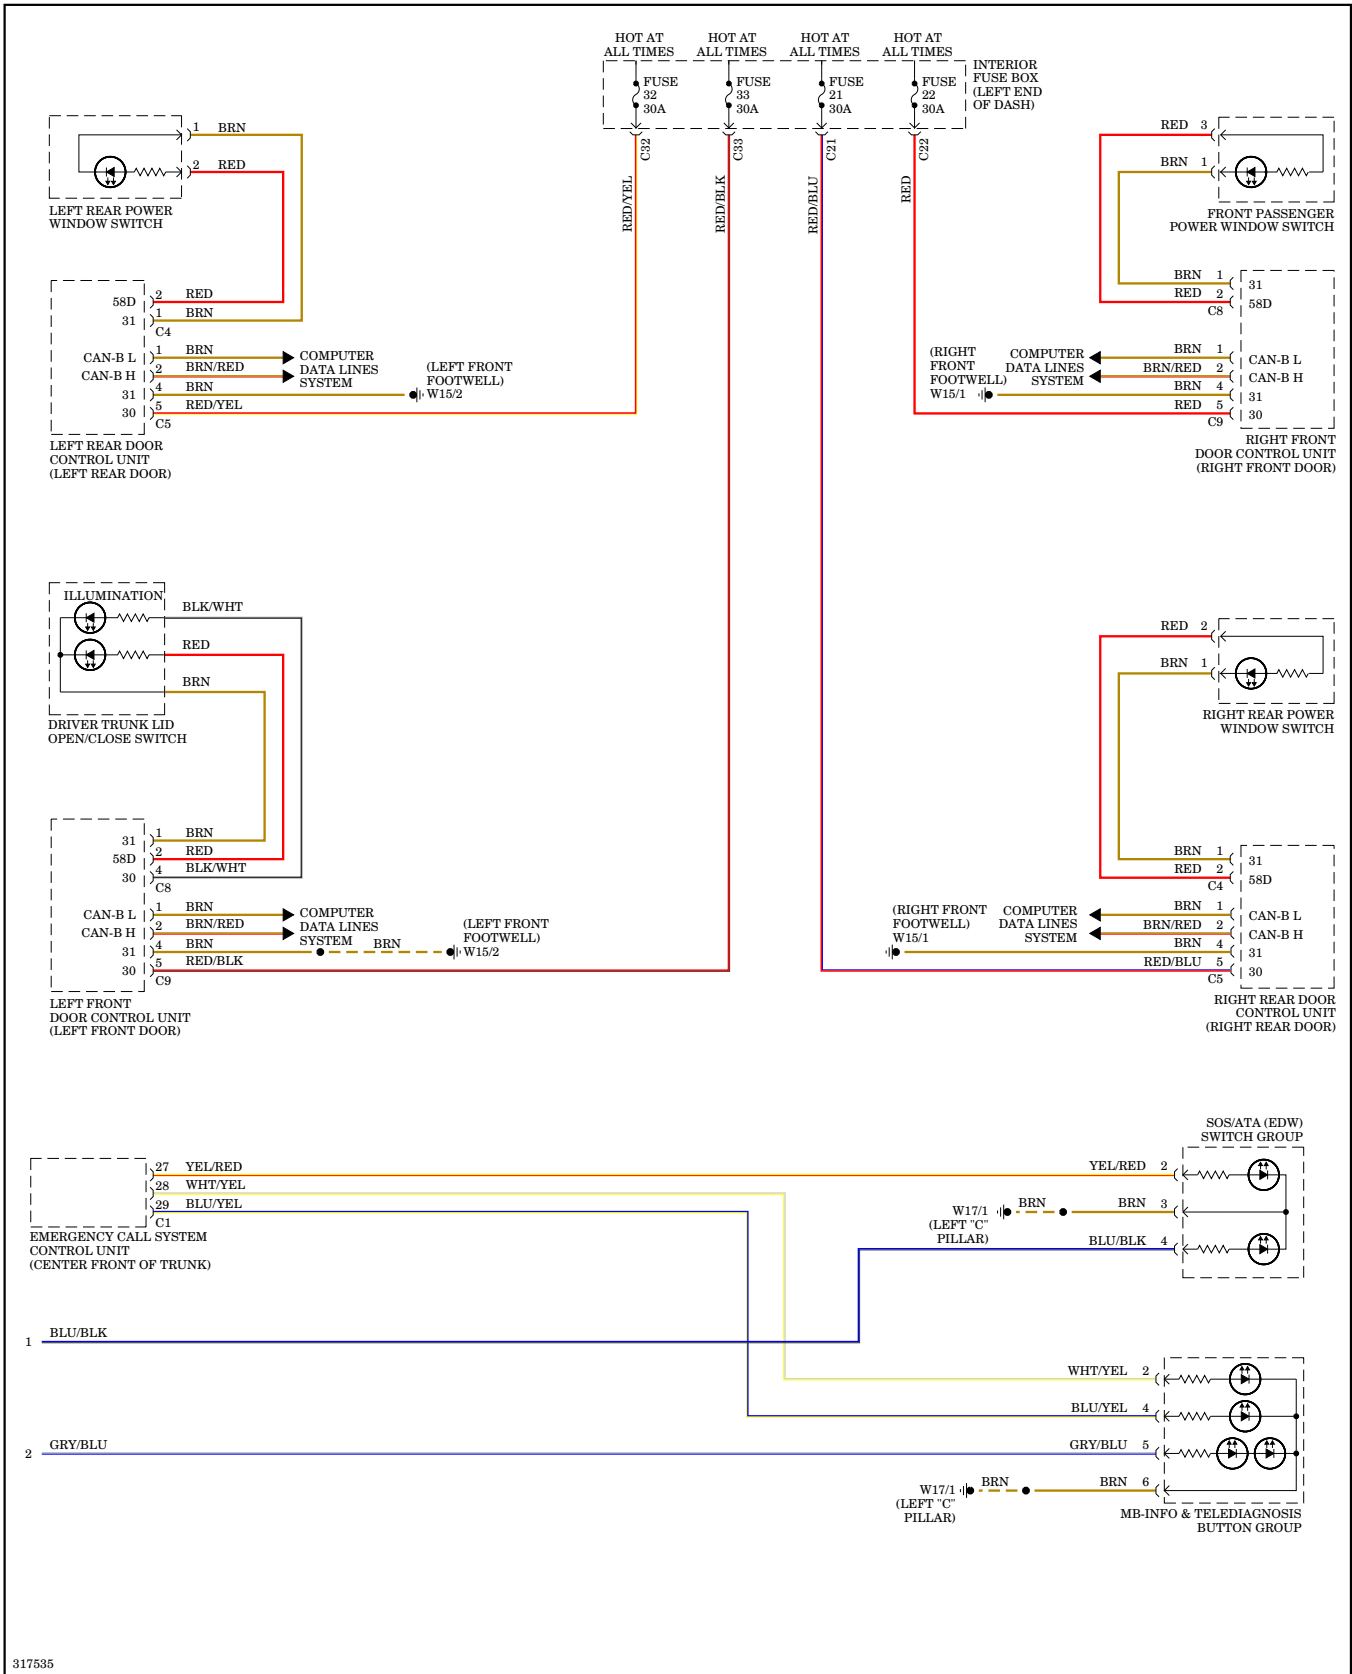 HOT AT
ALL TIMES
HOT AT
ALL TIMES
HOT AT
ALL TIMES
HOT AT
ALL TIMES
FUSE
32
30A
FUSE
33
30A
FUSE
21
30A
FUSE
22
30A
INTERIOR
FUSE BOX
(LEFT END
OF DASH)
C32
C33
C21
C22
RED/YEL
RED/BLK
RED/BLU
RED
1 BRN
2 RED
LEFT REAR POWER
WINDOW SWITCH
58D 2 RED
31 1 BRN
C4
CAN-B L 1 BRN
CAN-B H 2 BRN/RED
31 4 BRN
30 5 RED/YEL
C5
COMPUTER
DATA LINES
SYSTEM
(LEFT FRONT
FOOTWELL)
W15/2
LEFT REAR DOOR
CONTROL UNIT
(LEFT REAR DOOR)
RED 3
BRN 1
FRONT PASSENGER
POWER WINDOW SWITCH
BRN 1 31
RED 2 58D
C8
(RIGHT
FRONT
FOOTWELL)
W15/1
COMPUTER
DATA LINES
SYSTEM
BRN 1 CAN-B L
BRN/RED 2 CAN-B H
BRN 4 31
RED 5 30
C9
RIGHT FRONT
DOOR CONTROL UNIT
(RIGHT FRONT DOOR)
ILLUMINATION
BLK/WHT
RED
BRN
DRIVER TRUNK LID
OPEN/CLOSE SWITCH
31 1 BRN
58D 2 RED
30 4 BLK/WHT
C8
CAN-B L 1 BRN
CAN-B H 2 BRN/RED
31 4 BRN
30 5 RED/BLK
C9
COMPUTER
DATA LINES
SYSTEM
BRN
(LEFT FRONT
FOOTWELL)
W15/2
LEFT FRONT
DOOR CONTROL UNIT
(LEFT FRONT DOOR)
RED 2
BRN 1
RIGHT REAR POWER
WINDOW SWITCH
BRN 1 31
RED 2 58D
C4
(RIGHT FRONT
FOOTWELL)
W15/1
COMPUTER
DATA LINES
SYSTEM
BRN 1 CAN-B L
BRN/RED 2 CAN-B H
BRN 4 31
RED/BLU 5 30
C5
RIGHT REAR DOOR
CONTROL UNIT
(RIGHT REAR DOOR)
27 YEL/RED
28 WHT/YEL
29 BLU/YEL
C1
EMERGENCY CALL SYSTEM
CONTROL UNIT
(CENTER FRONT OF TRUNK)
SOS/ATA (EDW)
SWITCH GROUP
YEL/RED 2
W17/1
(LEFT "C"
PILLAR)
BRN
BRN 3
BLU/BLK 4
1 BLU/BLK
2 GRY/BLU
WHT/YEL 2
BLU/YEL 4
GRY/BLU 5
W17/1
(LEFT "C"
PILLAR)
BRN
BRN 6
MB-INFO & TELEDIAGNOSIS
BUTTON GROUP
317535